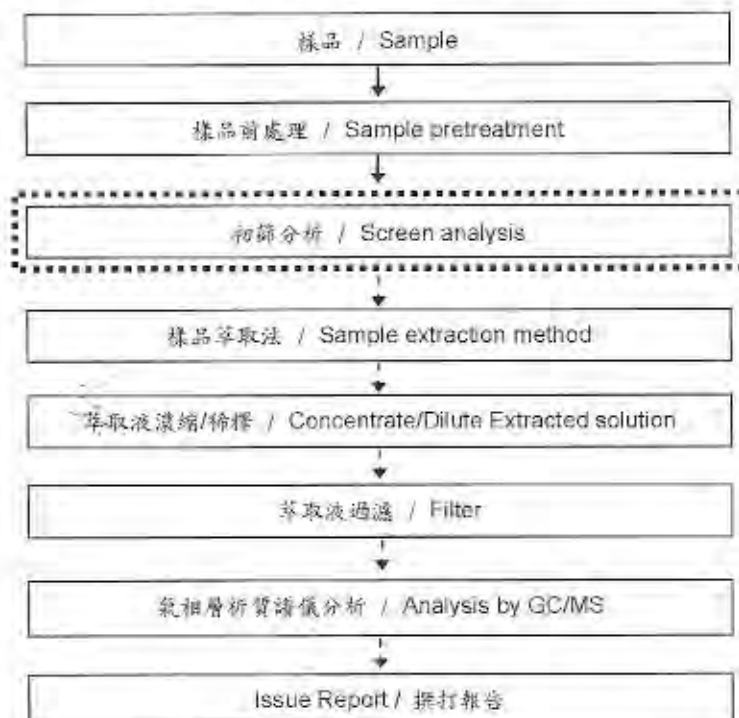 樣品 / Sample
樣品前處理 / Sample pretreatment
初篩分析 / Screen analysis
樣品萃取法 / Sample extraction method
萃取液濃縮/稀釋 / Concentrate/Dilute Extracted solution
萃取液過濾 / Filter
氣相層析質譜儀分析 / Analysis by GC/MS
Issue Report / 撰打報告